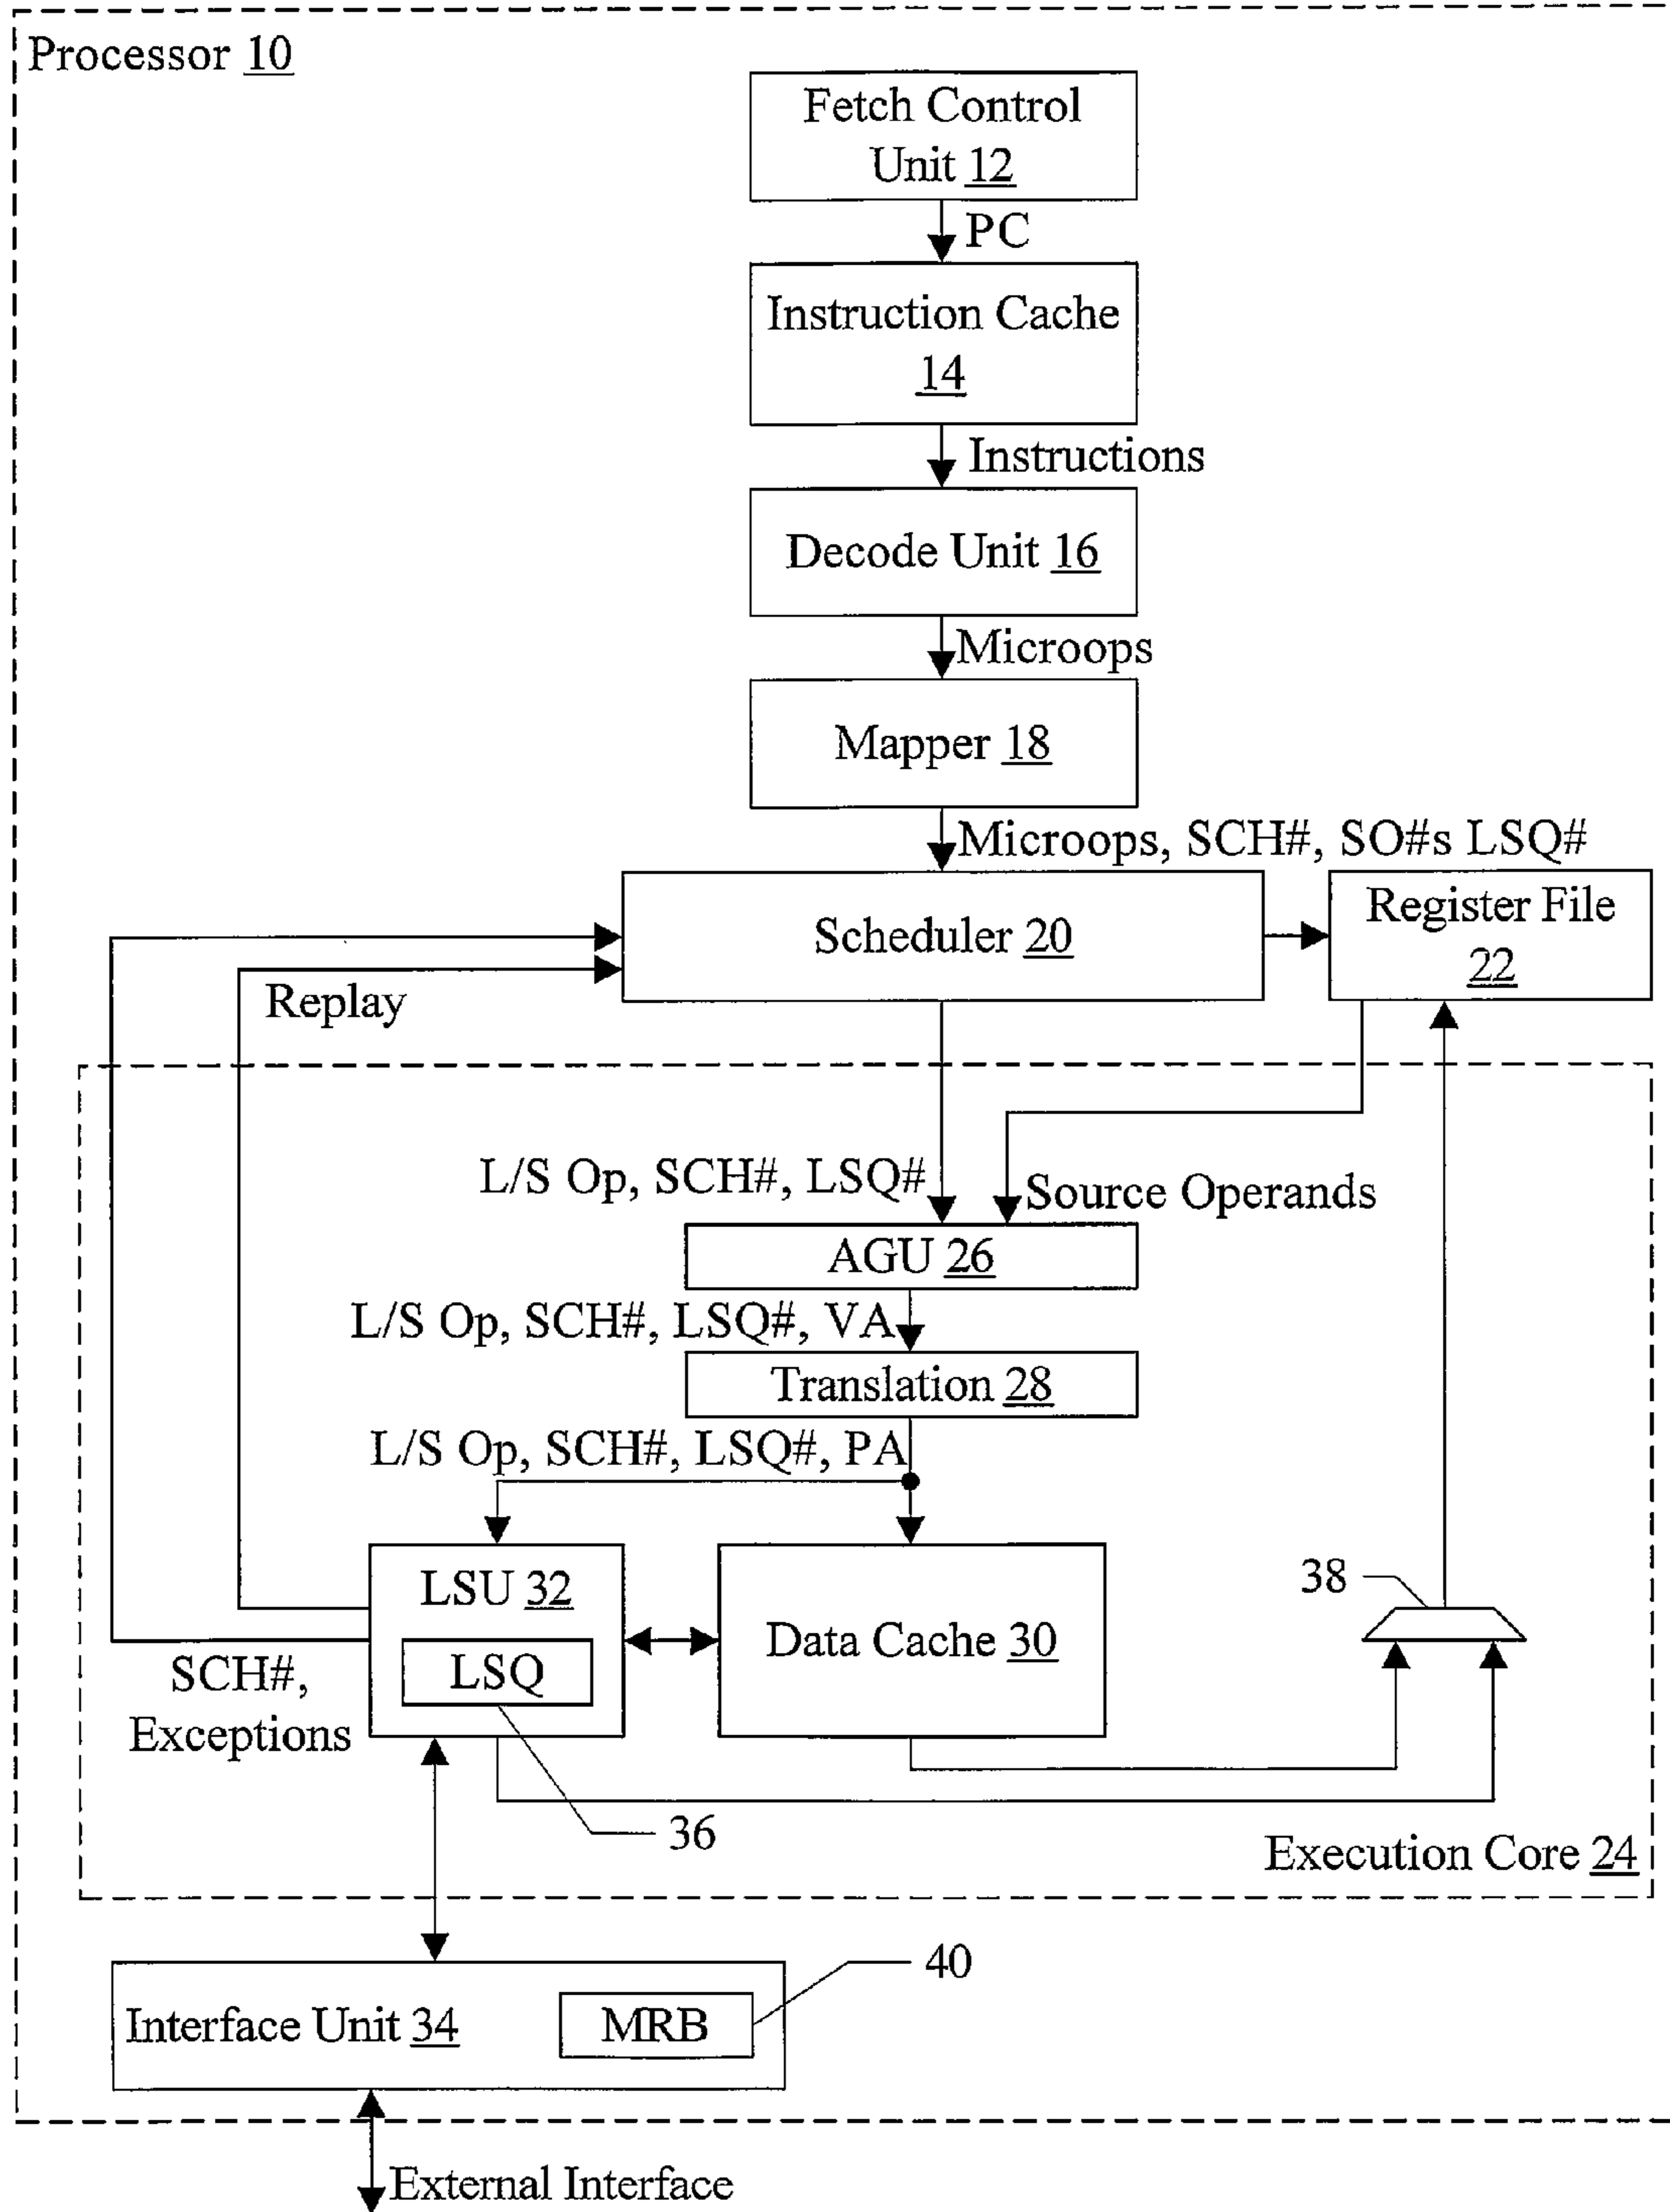 Processor 10
Fetch Control
Unit 12
PC
Instruction Cache
14
Instructions
Decode Unit 16
Microops
Mapper 18
Microops, SCH#, SO#s LSQ#
Scheduler 20
Register File
22
Replay
L/S Op, SCH#, LSQ#
Source Operands
AGU 26
L/S Op, SCH#, LSQ#, VA
Translation 28
L/S Op, SCH#, LSQ#, PA
LSU 32
LSQ
Data Cache 30
38
SCH#,
Exceptions
36
Execution Core 24
40
Interface Unit 34
MRB
External Interface